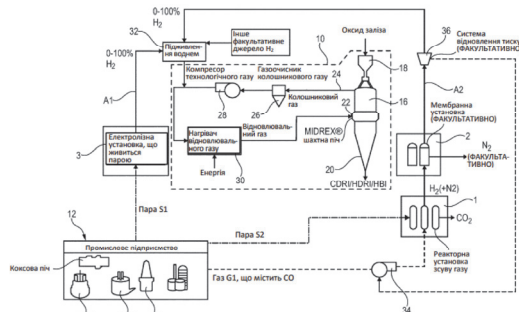 0-100%
H₂
32
Підживлення
воднем
Інше
факультативне
джерело H₂
0-100%
H₂
Оксид заліза
36
Система
відновлення тиску
(ФАКУЛЬТАТИВНО)
10
Компресор
технологічного газу
Газоочисник
колошникового газу
24
18
A1
A2
Колошниковий
газ
28
26
22
16
Мембранна
установка
(ФАКУЛЬТАТИВНО)
3
Електролізна
установка, що
живиться
парою
Нагрівач
відновлювального
газу
Відновлюваль-
ний газ
MIDREX®
шахтна піч
2
30
N₂
(ФАКУЛЬТА-
ТИВНО)
Енергія
20
CDRI/HDRI/HBI
H₂(+N2)
1
12
Пара S1
CO₂
Промислове підприємство
Пара S2
Реакторна
установка
зсуву газу
Коксова піч
Газ G1, що містить CO
34